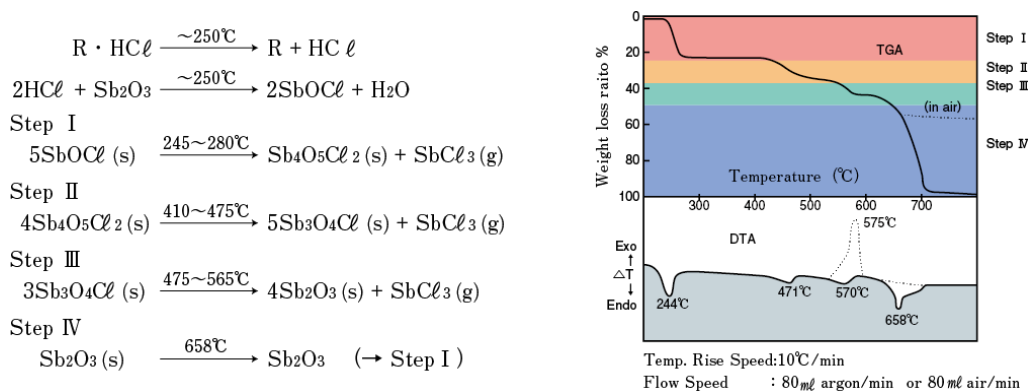 R・HCℓ ~250℃ R + HC ℓ
2HCℓ + Sb₂O₃ ~250℃ 2SbOCℓ + H₂O
Step Ⅰ
5SbOCℓ (s) 245~280℃ Sb₄O₅Cℓ₂ (s) + SbCℓ₃ (g)
Step Ⅱ
4Sb₄O₅Cℓ₂ (s) 410~475℃ 5Sb₃O₄Cℓ (s) + SbCℓ₃ (g)
Step Ⅲ
3Sb₃O₄Cℓ (s) 475~565℃ 4Sb₂O₃ (s) + SbCℓ₃ (g)
Step Ⅳ
Sb₂O₃ (s) 658℃ Sb₂O₃ (→ Step Ⅰ)
Weight loss raito %
0
20
40
60
80
100
TGA
(in air)
Temperature (℃)
Step Ⅰ
Step Ⅱ
Step Ⅲ
Step Ⅳ
300 400 500 600 700
DTA
575℃
Exo
↑
△T
↓
Endo
244℃
471℃
570℃
658℃
Temp. Rise Speed:10℃/min
Flow Speed : 80㎖ argon/min or 80㎖ air/min